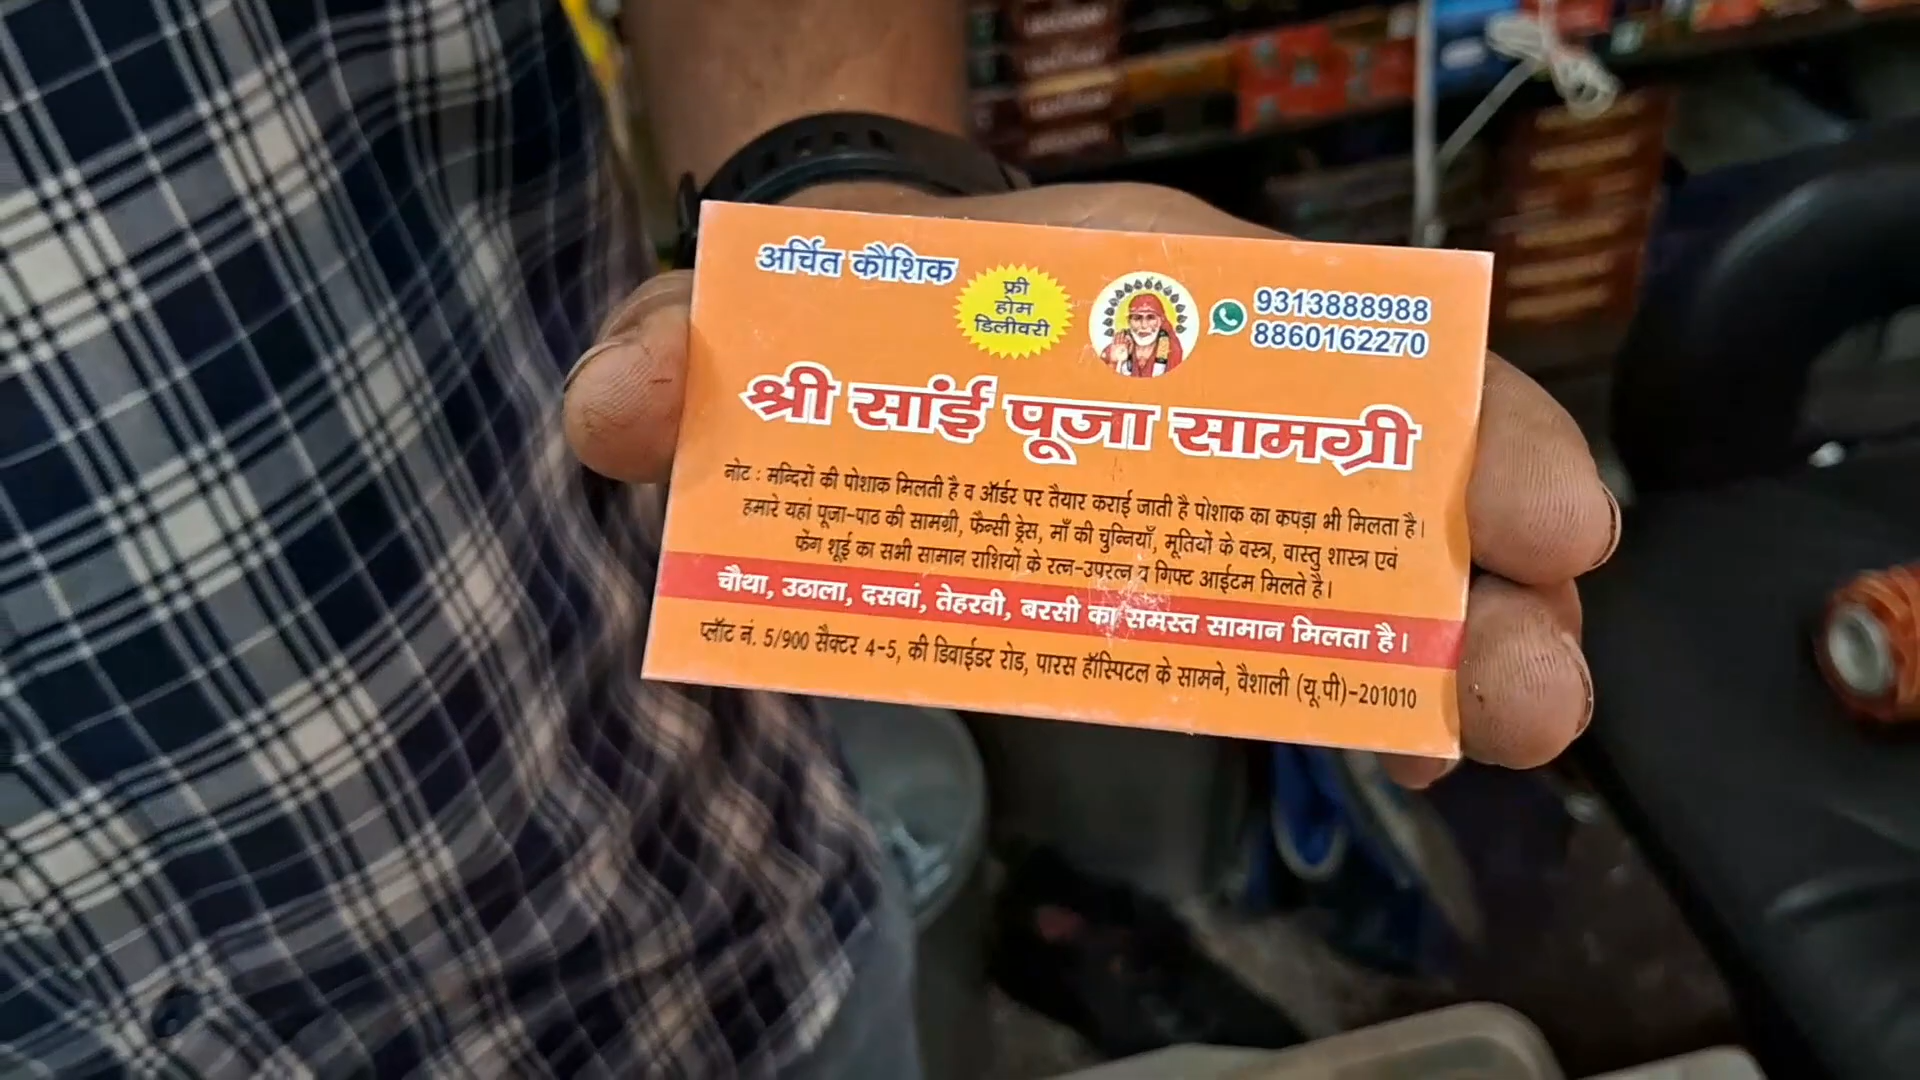 अर्चित कौशिक
फ्री
होम
डिलीवरी
9313888988
8860162270
श्री सांई पूजा सामग्री
नोट : मन्दिरों की पोशाक मिलती है व ऑर्डर पर तैयार कराई जाती है पोशाक का कपड़ा भी मिलता है।
हमारे यहां पूजा-पाठ की सामग्री, फैन्सी ड्रेस, माँ की चुन्नियाँ, मूतियों के वस्त्र, वास्तु शास्त्र एवं
फेंग शूई का सभी सामान राशियों के रत्न-उपरत्न व गिफ्ट आईटम मिलते है।
चौथा, उठाला, दसवां, तेहरवी, बरसी का समस्त सामान मिलता है।
प्लॉट नं. 5/900 सैक्टर 4-5, की डिवाईडर रोड, पारस हॉस्पिटल के सामने, वैशाली (यू.पी)-201010